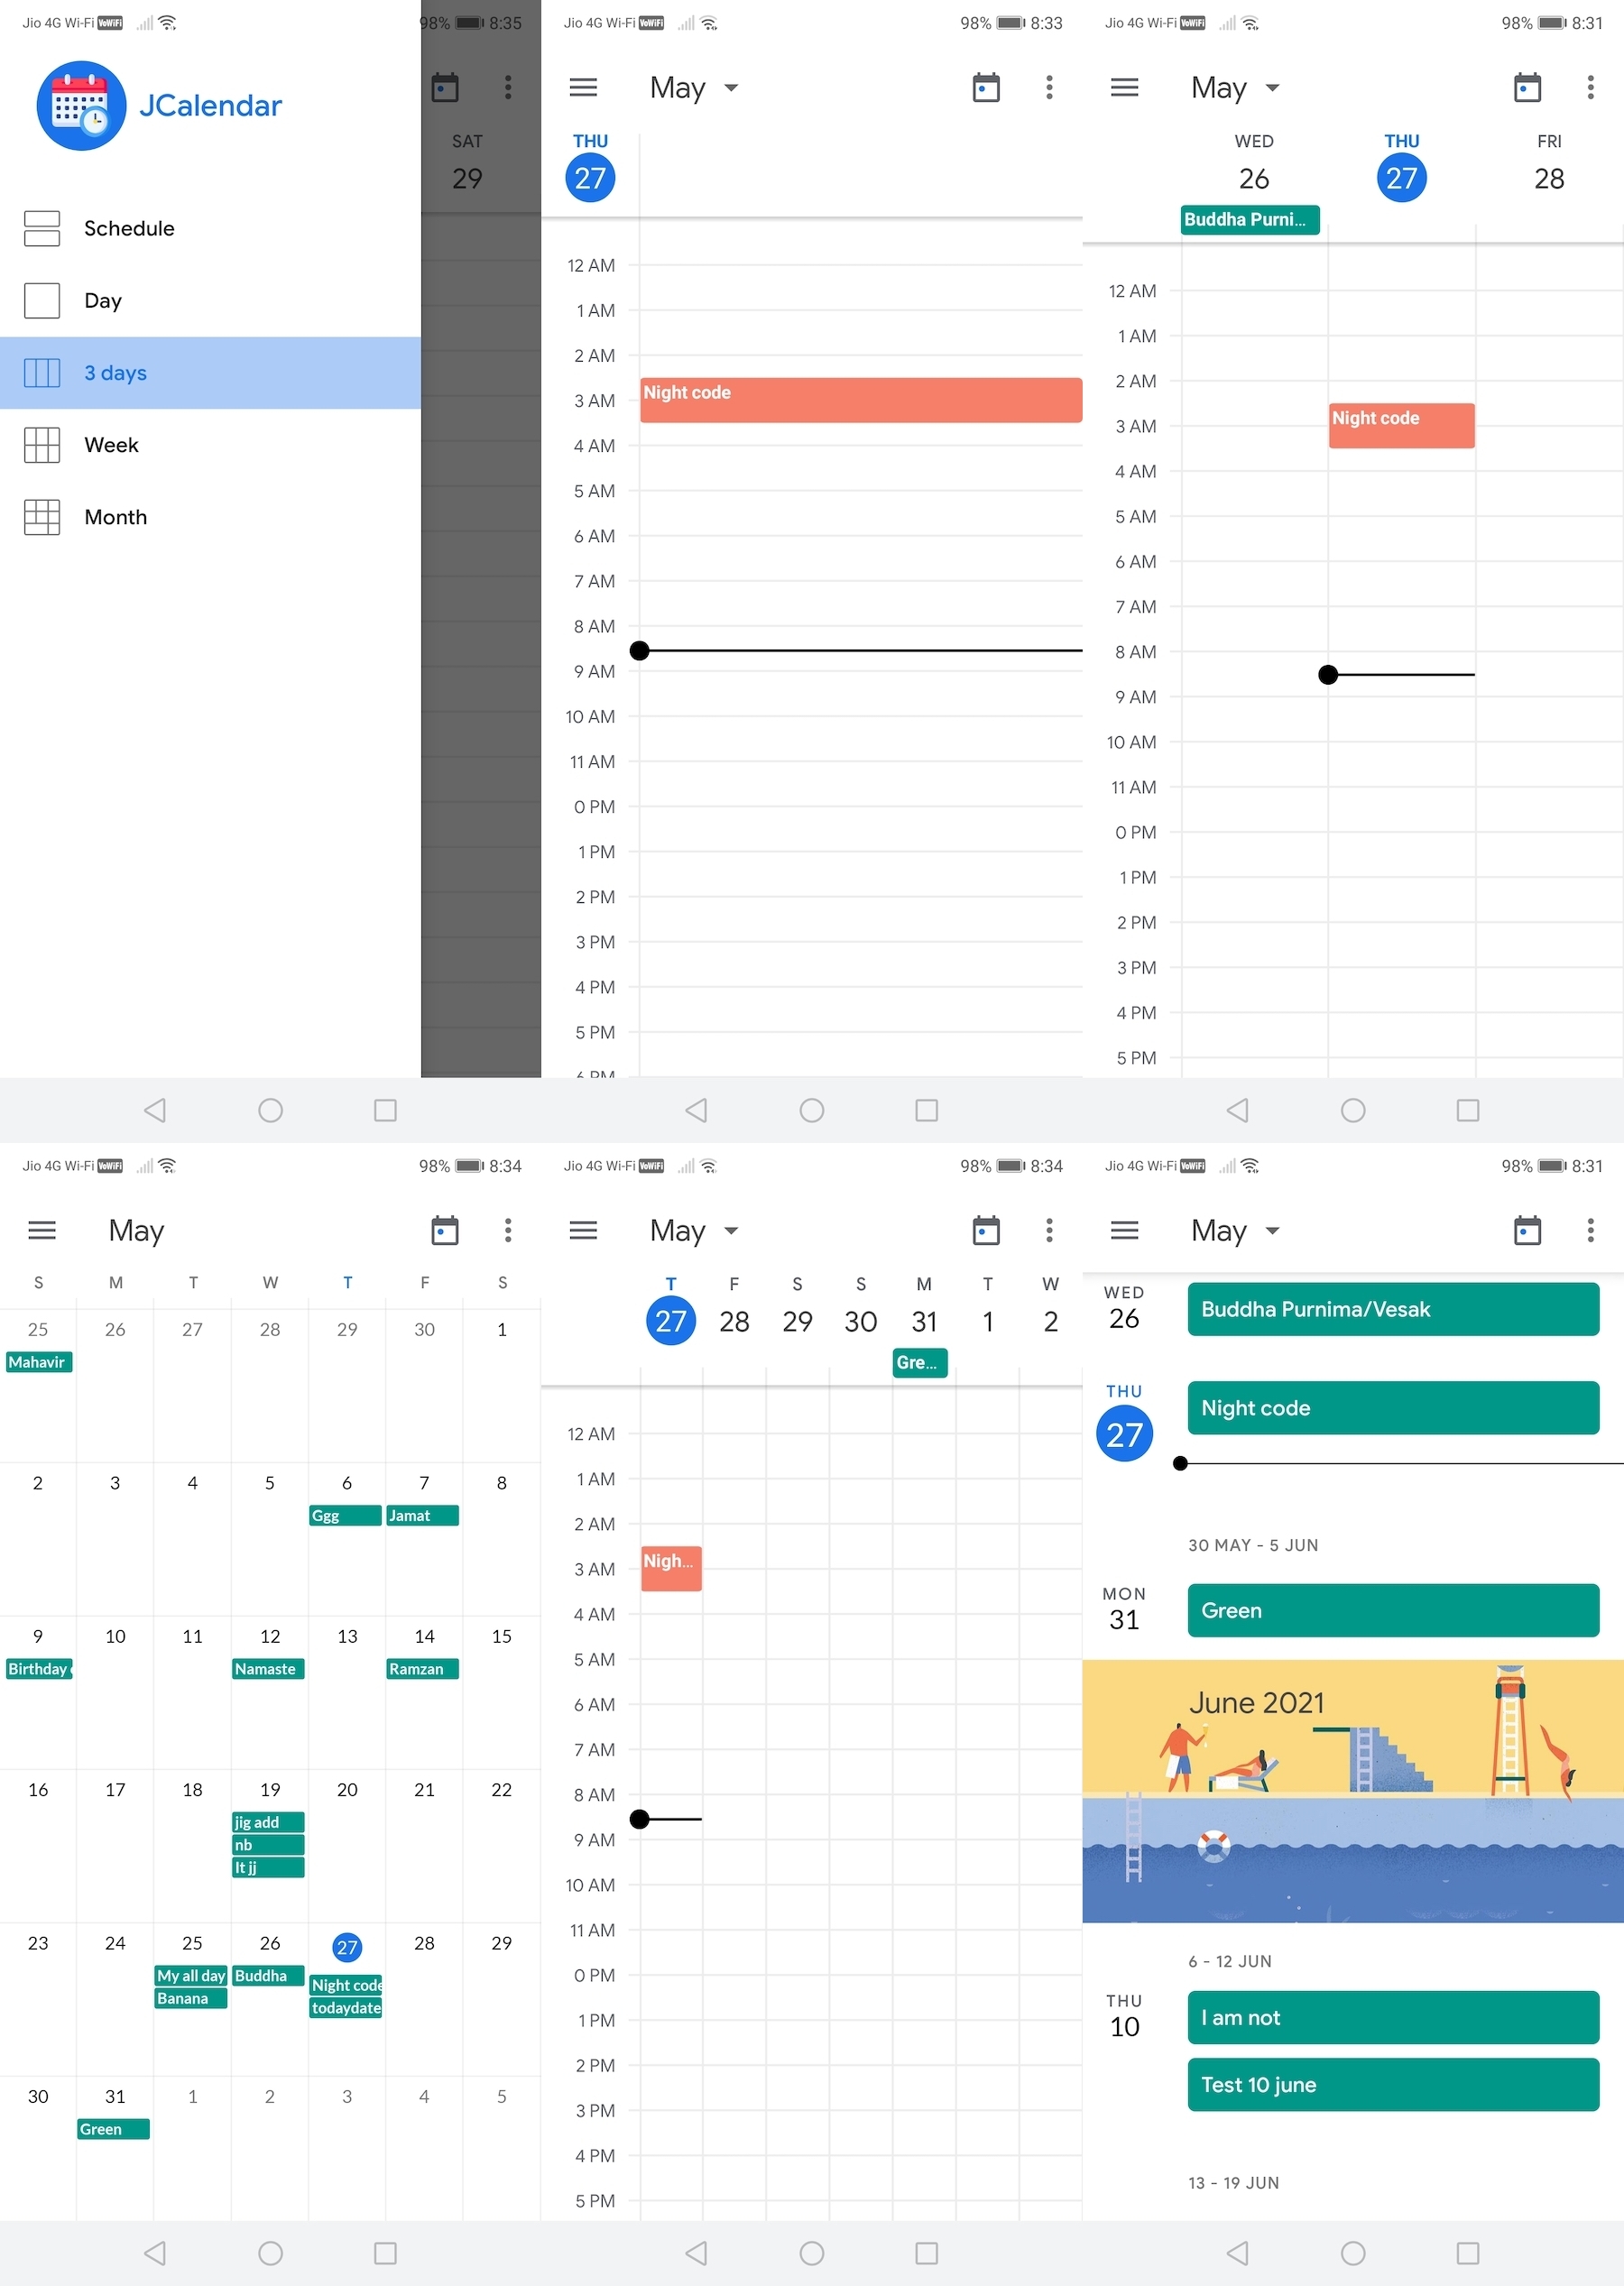 Jio 4G Wi-Fi VoWiFi 98% 8:35
JCalendar
SAT
29
Schedule
Day
3 days
Week
Month
Jio 4G Wi-Fi VoWiFi 98% 8:33
May
THU
27
12 AM
1 AM
2 AM
Night code
3 AM
4 AM
5 AM
6 AM
7 AM
8 AM
9 AM
10 AM
11 AM
0 PM
1 PM
2 PM
3 PM
4 PM
5 PM
6 PM
Jio 4G Wi-Fi VoWiFi 98% 8:31
May
WED THU FRI
26 27 28
Buddha Purni...
12 AM
1 AM
2 AM
Night code
3 AM
4 AM
5 AM
6 AM
7 AM
8 AM
9 AM
10 AM
11 AM
0 PM
1 PM
2 PM
3 PM
4 PM
5 PM
Jio 4G Wi-Fi VoWiFi 98% 8:34
May
S M T W T F S
25 26 27 28 29 30 1
Mahavir
2 3 4 5 6 7 8
Ggg Jamat
9 10 11 12 13 14 15
Birthday Namaste Ramzan
16 17 18 19 20 21 22
jig add
nb
It jj
23 24 25 26 27 28 29
My all day Buddha Night code
Banana todaydate
30 31 1 2 3 4 5
Green
Jio 4G Wi-Fi VoWiFi 98% 8:34
May
T F S S M T W
27 28 29 30 31 1 2
Gre...
12 AM
1 AM
2 AM
Nigh...
3 AM
4 AM
5 AM
6 AM
7 AM
8 AM
9 AM
10 AM
11 AM
0 PM
1 PM
2 PM
3 PM
4 PM
5 PM
Jio 4G Wi-Fi VoWiFi 98% 8:31
May
WED
26
Buddha Purnima/Vesak
THU
27
Night code
30 MAY - 5 JUN
MON
31
Green
June 2021
6 - 12 JUN
THU
10
I am not
Test 10 june
13 - 19 JUN